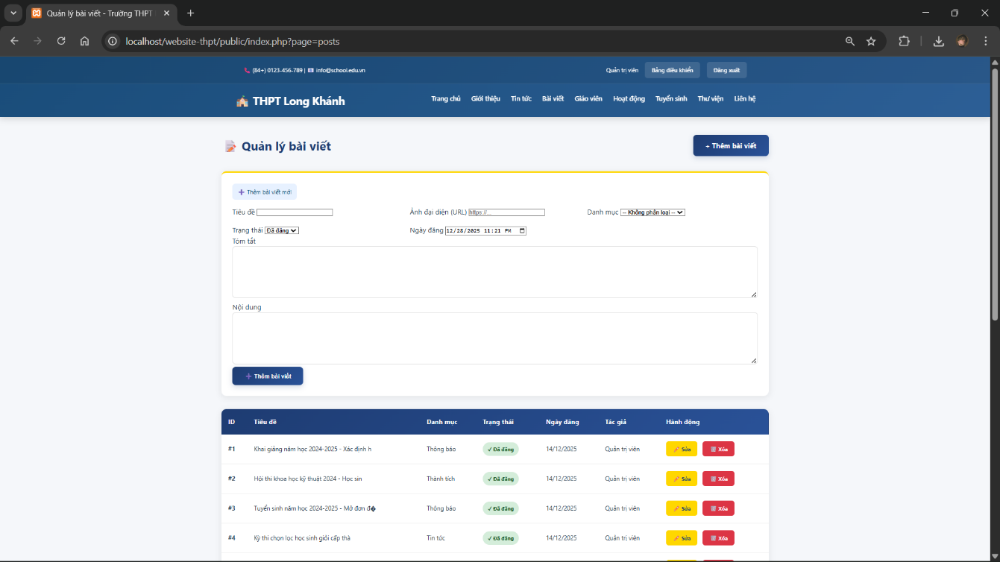 Quản lý bài viết - Trường THPT
localhost/website-thpt/public/index.php?page=posts
📞 (84+) 0123-456-789 | 📧 info@school.edu.vn
Quản trị viên Bảng điều khiển Đăng xuất
THPT Long Khánh
Trang chủ Giới thiệu Tin tức Bài viết Giáo viên Hoạt động Tuyển sinh Thư viện Liên hệ
Quản lý bài viết
+ Thêm bài viết
➕ Thêm bài viết mới
Tiêu đề Ảnh đại diện (URL) https://... Danh mục -- Không phân loại --
Trạng thái Đã đăng Ngày đăng 12/28/2025 11:21 PM
Tóm tắt
Nội dung
➕ Thêm bài viết
ID Tiêu đề Danh mục Trạng thái Ngày đăng Tác giả Hành động
#1 Khai giảng năm học 2024-2025 - Xác định h Thông báo ✓ Đã đăng 14/12/2025 Quản trị viên Sửa Xóa
#2 Hội thi khoa học kỹ thuật 2024 - Học sin Thành tích ✓ Đã đăng 14/12/2025 Quản trị viên Sửa Xóa
#3 Tuyển sinh năm học 2024-2025 - Mở đơn đ� Thông báo ✓ Đã đăng 14/12/2025 Quản trị viên Sửa Xóa
#4 Kỳ thi chọn lọc học sinh giỏi cấp thà Tin tức ✓ Đã đăng 14/12/2025 Quản trị viên Sửa Xóa